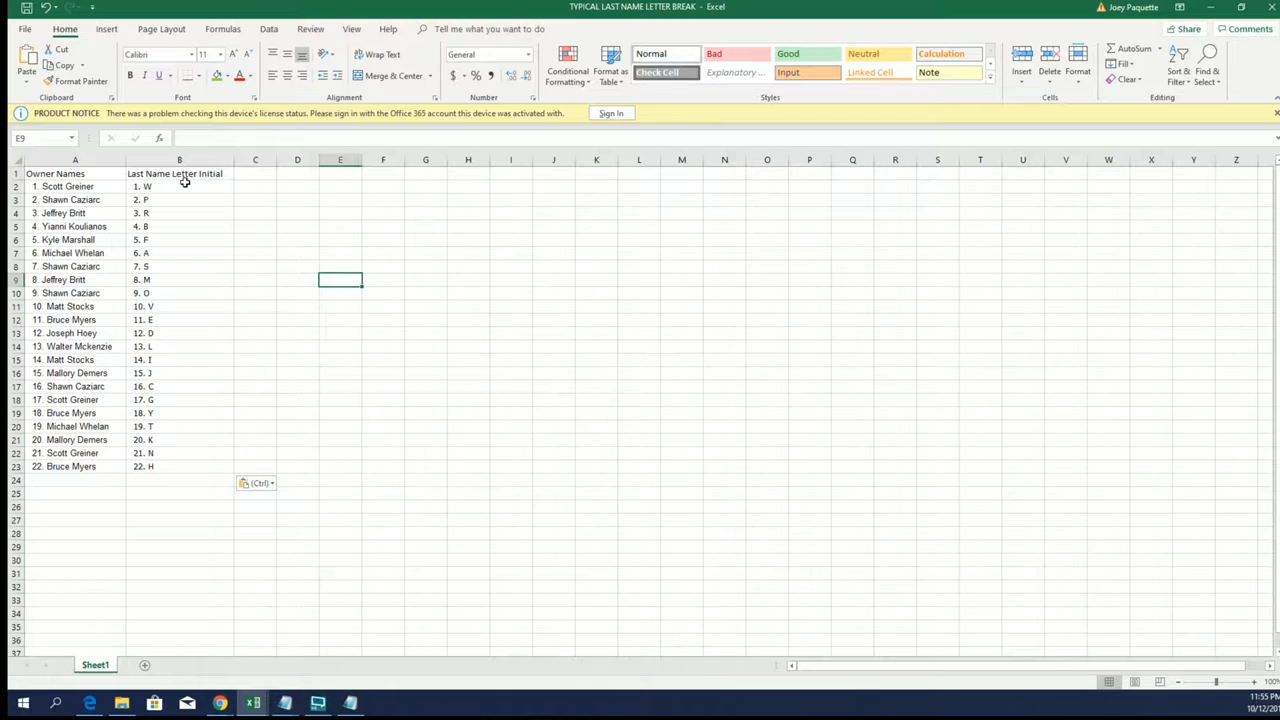 TYPICAL LAST NAME LETTER BREAK - Excel
Joey Paquette
File Home Insert Page Layout Formulas Data Review View Help Tell me what you want to do Share Comments
Paste Cut Copy Format Painter Clipboard
Calibri 11 B I U A Font
Wrap Text Merge & Center Alignment
General $ % , Number
Conditional Formatting Format as Table
Normal Bad Good Neutral Calculation
Check Cell Explanatory ... Input Linked Cell Note
Styles
Insert Delete Format Cells
AutoSum Fill Clear Sort & Filter Find & Select Editing
PRODUCT NOTICE There was a problem checking this device's license status. Please sign in with the Office 365 account this device was activated with. Sign In
E9 fx
A B C D E F G H I J K L M N O P Q R S T U V W X Y Z
1 Owner Names Last Name Letter Initial
2 1. Scott Greiner 1. W
3 2. Shawn Caziarc 2. P
4 3. Jeffrey Britt 3. R
5 4. Yianni Koulianos 4. B
6 5. Kyle Marshall 5. F
7 6. Michael Whelan 6. A
8 7. Shawn Caziarc 7. S
9 8. Jeffrey Britt 8. M
10 9. Shawn Caziarc 9. O
11 10. Matt Stocks 10. V
12 11. Bruce Myers 11. E
13 12. Joseph Hoey 12. D
14 13. Walter Mckenzie 13. L
15 14. Matt Stocks 14. I
16 15. Mallory Demers 15. J
17 16. Shawn Caziarc 16. C
18 17. Scott Greiner 17. G
19 18. Bruce Myers 18. Y
20 19. Michael Whelan 19. T
21 20. Mallory Demers 20. K
22 21. Scott Greiner 21. N
23 22. Bruce Myers 22. H
24 (Ctrl)
25
26
27
28
29
30
31
32
33
34
35
36
37
Sheet1
100%
11:55 PM
10/12/201